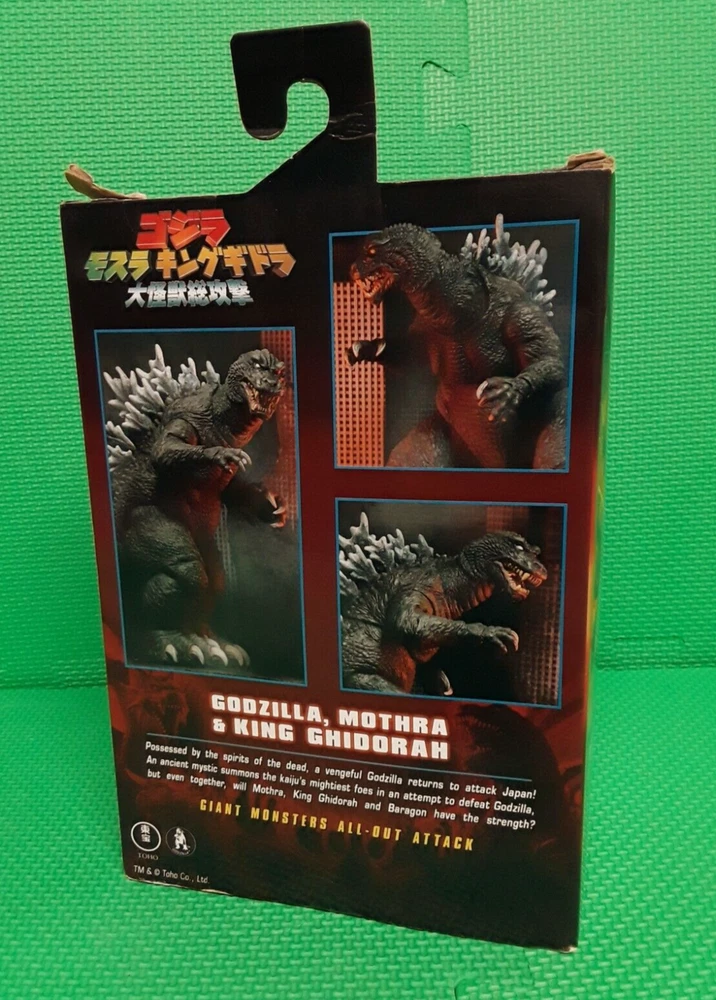 ゴジラ
モスラ キングギドラ
大怪獣総攻撃
GODZILLA, MOTHRA
& KING GHIDORAH
Possessed by the spirits of the dead, a vengeful Godzilla returns to attack Japan!
An ancient mystic summons the kaiju's mightiest foes in an attempt to defeat Godzilla,
but even together, will Mothra, King Ghidorah and Baragon have the strength?
GIANT MONSTERS ALL-OUT ATTACK
東宝
TOHO
TM & © Toho Co., Ltd.